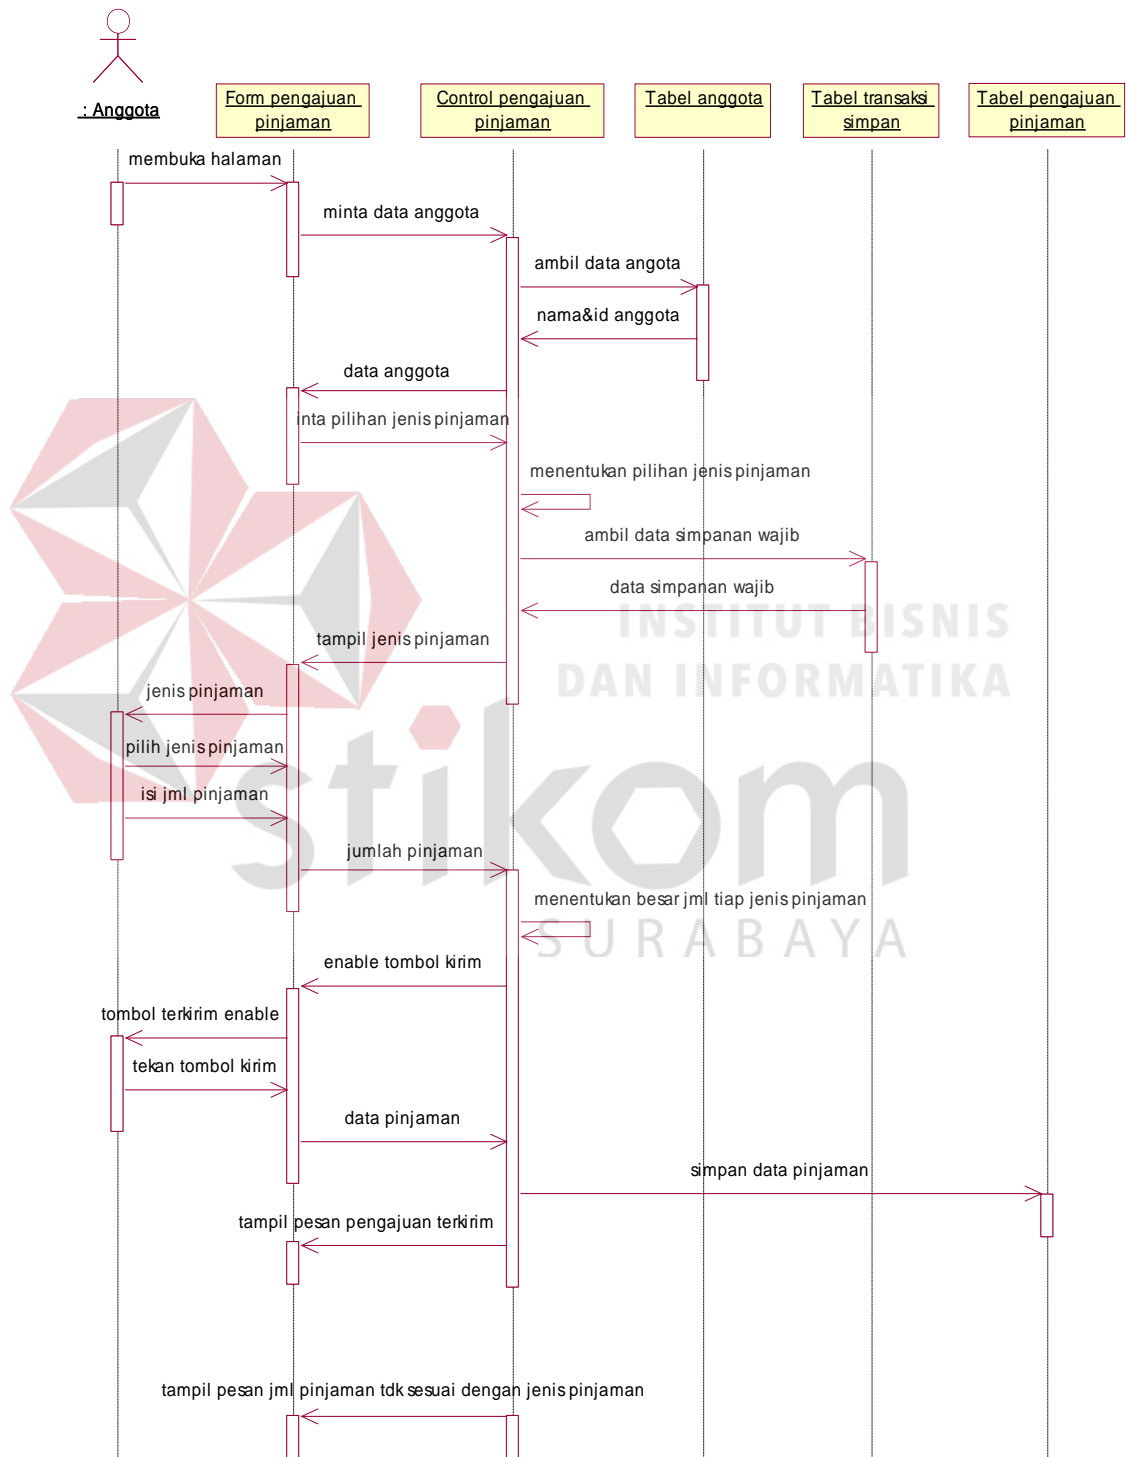 : Anggota
Form pengajuan
pinjaman
Control pengajuan
pinjaman
Tabel anggota
Tabel transaksi
simpan
Tabel pengajuan
pinjaman
membuka halaman
minta data anggota
ambil data angota
nama&id anggota
data anggota
inta pilihan jenis pinjaman
menentukan pilihan jenis pinjaman
ambil data simpanan wajib
data simpanan wajib
INSTITUT BISNIS
DAN INFORMATIKA
tampil jenis pinjaman
jenis pinjaman
pilih jenis pinjaman
isi jml pinjaman
stikom
jumlah pinjaman
menentukan besar jml tiap jenis pinjaman
SURABAYA
enable tombol kirim
tombol terkirim enable
tekan tombol kirim
data pinjaman
simpan data pinjaman
tampil pesan pengajuan terkirim
tampil pesan jml pinjaman tdk sesuai dengan jenis pinjaman